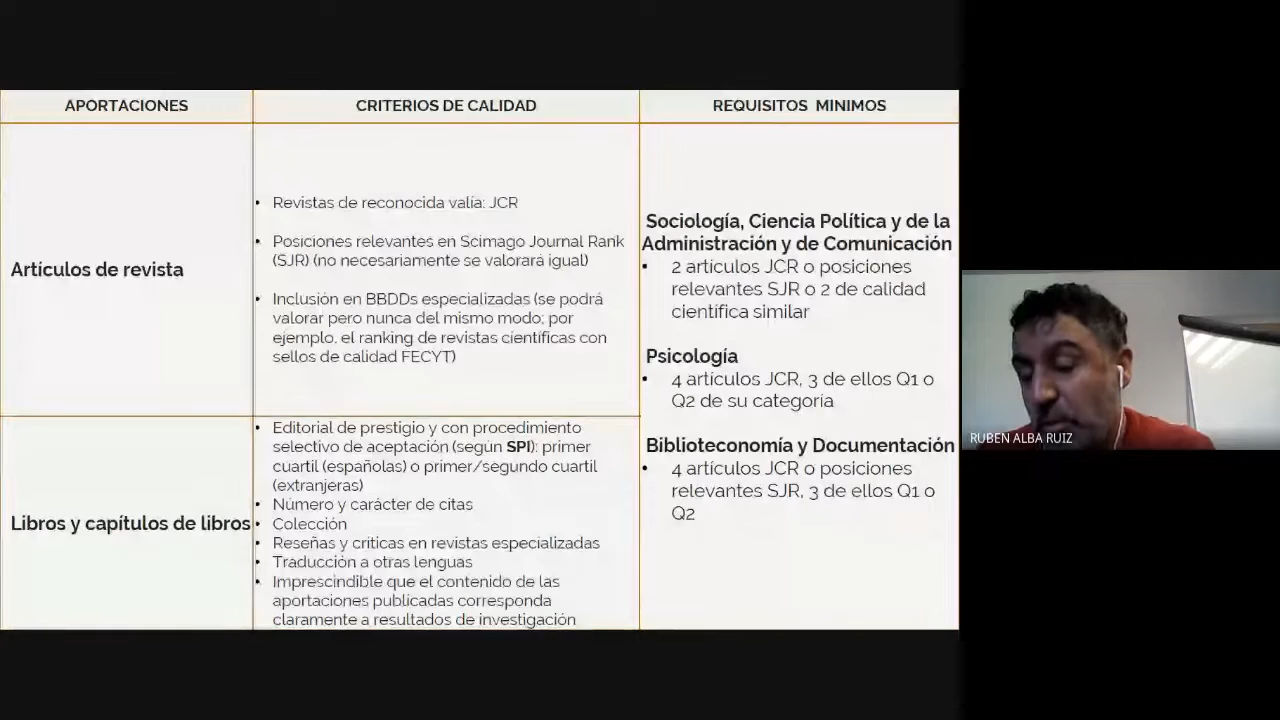 APORTACIONES
CRITERIOS DE CALIDAD
REQUISITOS MINIMOS
Artículos de revista
• Revistas de reconocida valía: JCR
• Posiciones relevantes en Scimago Journal Rank
(SJR) (no necesariamente se valorará igual)
• Inclusión en BBDDs especializadas (se podrá
valorar pero nunca del mismo modo; por
ejemplo, el ranking de revistas científicas con
sellos de calidad FECYT)
Libros y capítulos de libros
• Editorial de prestigio y con procedimiento
selectivo de aceptación (según SPI): primer
cuartil (españolas) o primer/segundo cuartil
(extranjeras)
• Número y carácter de citas
• Colección
• Reseñas y críticas en revistas especializadas
• Traducción a otras lenguas
• Imprescindible que el contenido de las
aportaciones publicadas corresponda
claramente a resultados de investigación
Sociología, Ciencia Política y de la
Administración y de Comunicación
• 2 artículos JCR o posiciones
relevantes SJR o 2 de calidad
científica similar
Psicología
• 4 artículos JCR, 3 de ellos Q1 o
Q2 de su categoría
Biblioteconomía y Documentación
• 4 artículos JCR o posiciones
relevantes SJR, 3 de ellos Q1 o
Q2
RUBEN ALBA RUIZ